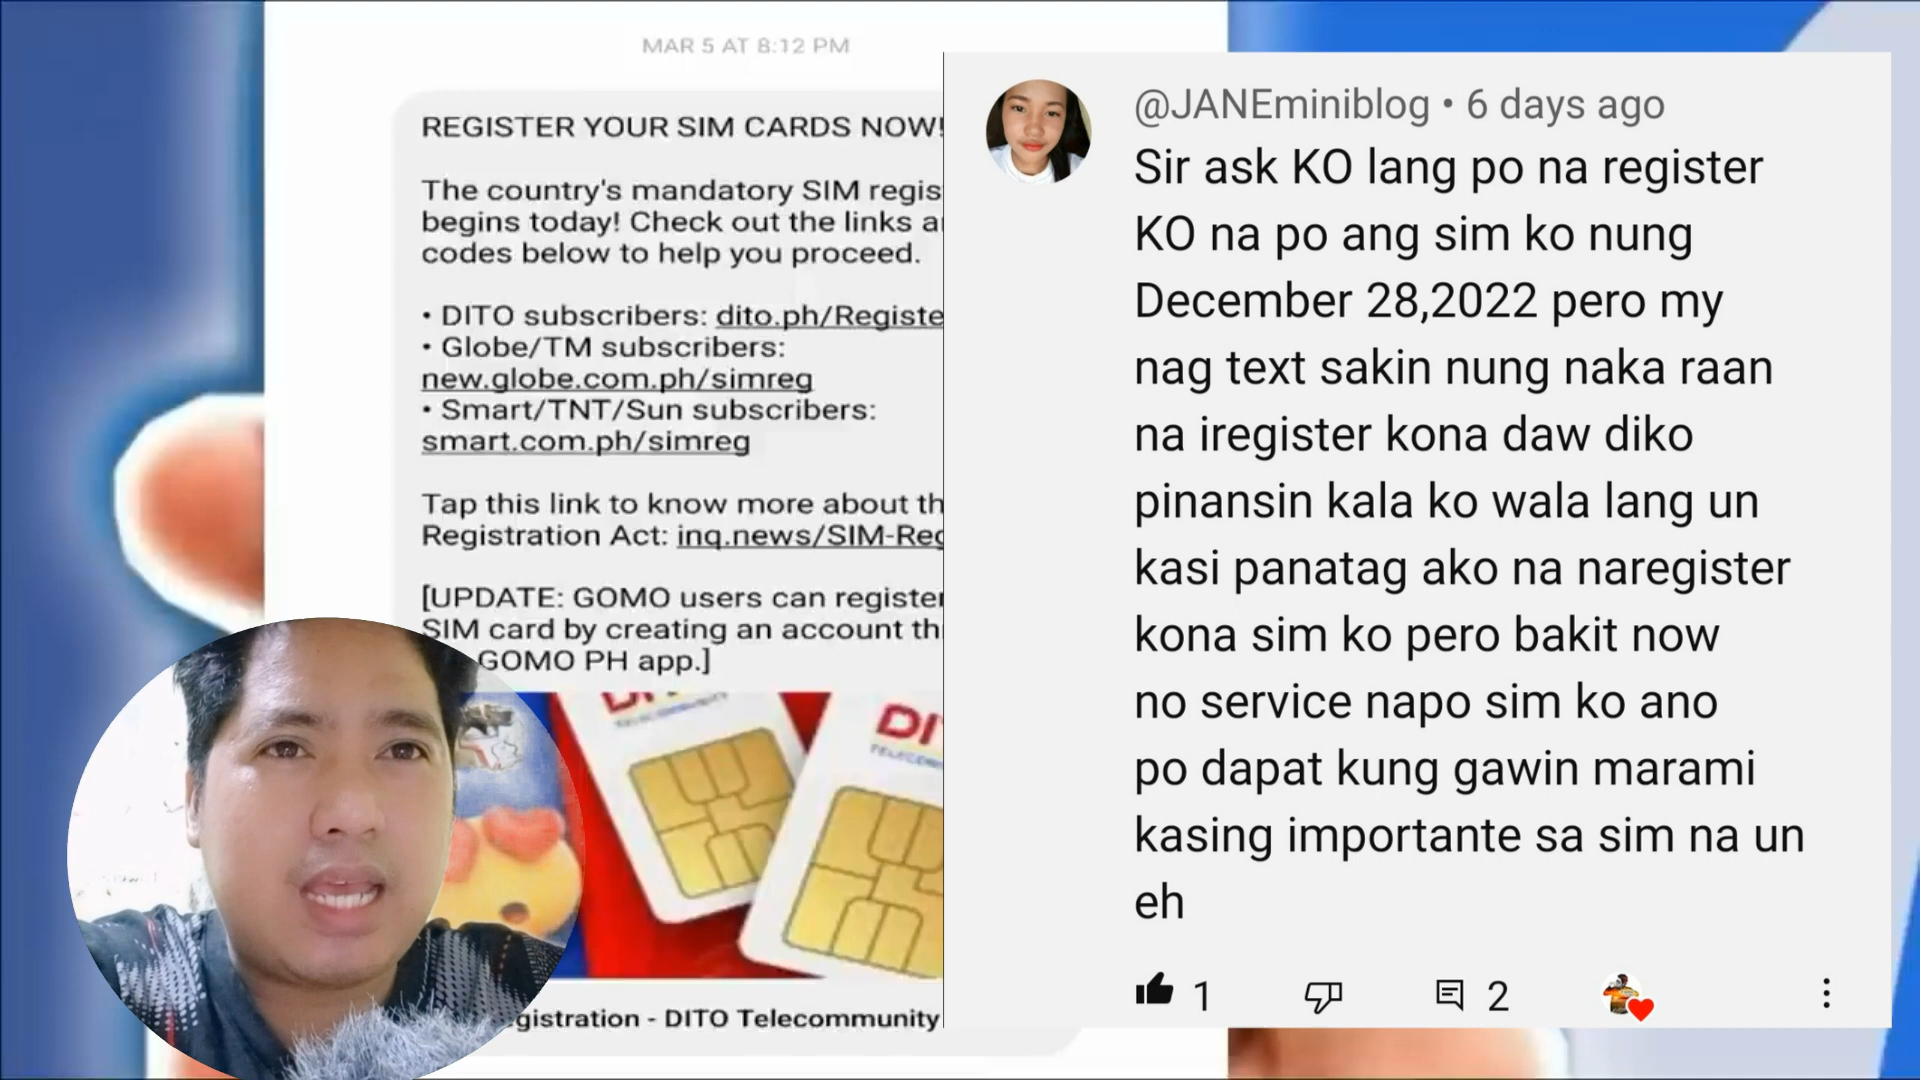 MAR 5 AT 8:12 PM
REGISTER YOUR SIM CARDS NOW!
The country's mandatory SIM regis
begins today! Check out the links a
codes below to help you proceed.
• DITO subscribers: dito.ph/Registe
• Globe/TM subscribers:
new.globe.com.ph/simreg
• Smart/TNT/Sun subscribers:
smart.com.ph/simreg
Tap this link to know more about th
Registration Act: inq.news/SIM-Reg
[UPDATE: GOMO users can register
SIM card by creating an account th
GOMO PH app.]
DI
gistration - DITO Telecommunity
@JANEminiblog • 6 days ago
Sir ask KO lang po na register
KO na po ang sim ko nung
December 28,2022 pero my
nag text sakin nung naka raan
na iregister kona daw diko
pinansin kala ko wala lang un
kasi panatag ako na naregister
kona sim ko pero bakit now
no service napo sim ko ano
po dapat kung gawin marami
kasing importante sa sim na un
eh
1
2